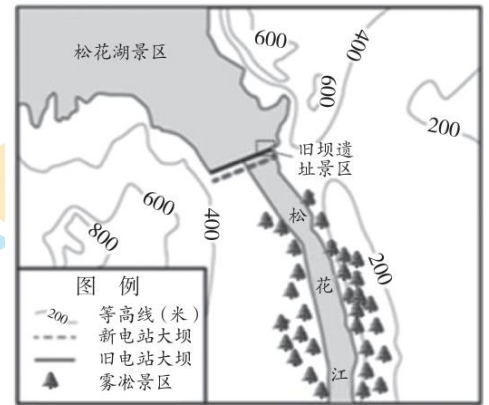 松花湖景区
600
400
600
200
旧坝遗
址景区
600
400
800
松
花
江
200
图 例
200 等高线(米)
新电站大坝
旧电站大坝
雾凇景区